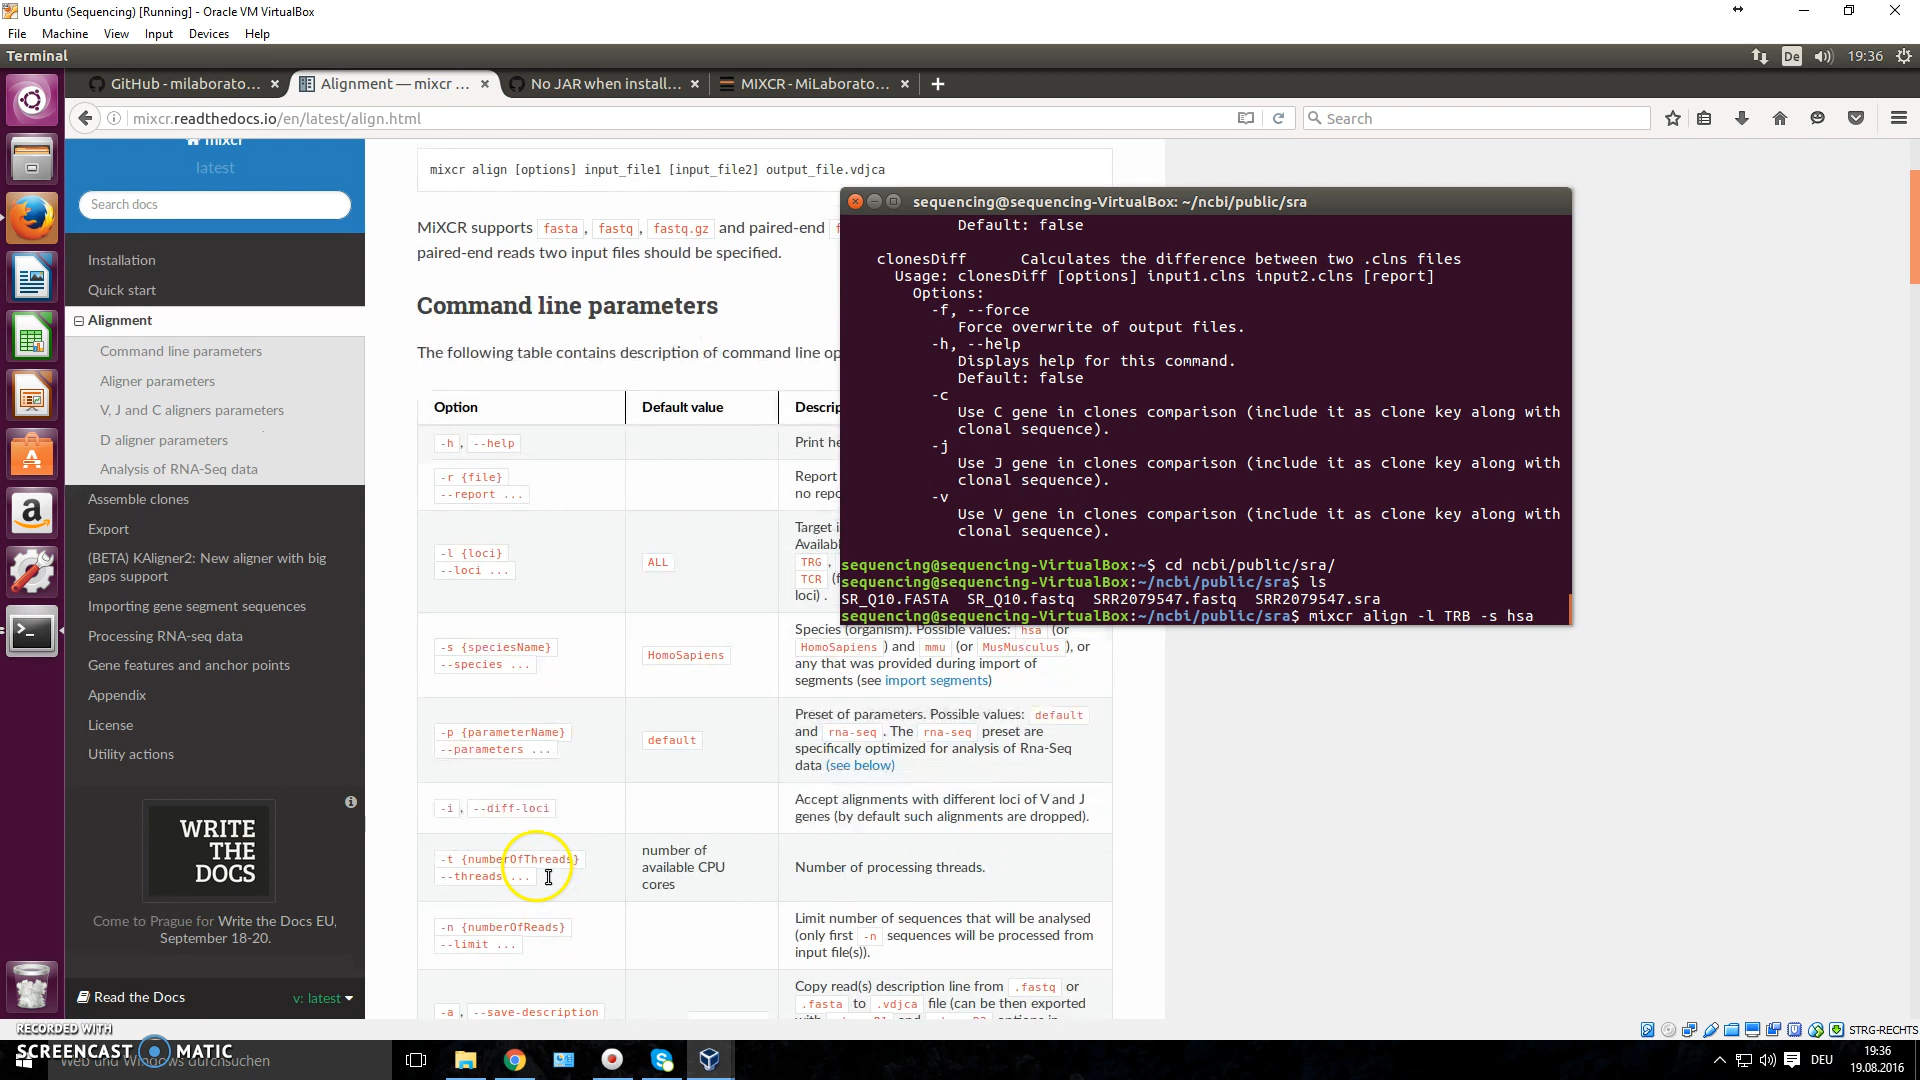 Ubuntu (Sequencing) [Running] - Oracle VM VirtualBox
File Machine View Input Devices Help
Terminal
De
19:36
GitHub - milaborato...
Alignment — mixcr ...
No JAR when install...
MIXCR - MiLaborato...
mixcr.readthedocs.io/en/latest/align.html
Search
mixcr
latest
Search docs
Installation
Quick start
Alignment
Command line parameters
Aligner parameters
V, J and C aligners parameters
D aligner parameters
Analysis of RNA-Seq data
Assemble clones
Export
(BETA) KAligner2: New aligner with big
gaps support
Importing gene segment sequences
Processing RNA-seq data
Gene features and anchor points
Appendix
License
Utility actions
WRITE
THE
DOCS
Come to Prague for Write the Docs EU,
September 18-20.
Read the Docs
v: latest
mixcr align [options] input_file1 [input_file2] output_file.vdjca
MiXCR supports fasta, fastq, fastq.gz and paired-end
paired-end reads two input files should be specified.
Command line parameters
The following table contains description of command line
Option Default value
-h, --help
Print
-r {file}
--report ...
Report
-l {loci}
--loci ...
ALL
Target
TRG,
TCR
loci) .
-s {speciesName}
--species ...
HomoSapiens
Species (organism). Possible values: hsa (or
HomoSapiens) and mmu (or MusMusculus), or
any that was provided during import of
segments (see import segments)
-p {parameterName}
--parameters ...
default
Preset of parameters. Possible values: default
and rna-seq. The rna-seq preset are
specifically optimized for analysis of Rna-Seq
data (see below)
-i, --diff-loci
Accept alignments with different loci of V and J
genes (by default such alignments are dropped).
-t {numberOfThreads}
--threads ...
number of
available CPU
cores
Number of processing threads.
-n {numberOfReads}
--limit ...
Limit number of sequences that will be analysed
(only first -n sequences will be processed from
input file(s)).
-a, --save-description
Copy read(s) description line from .fastq or
.fasta to .vdjca file (can be then exported
sequencing@sequencing-VirtualBox: ~/ncbi/public/sra
Default: false
clonesDiff Calculates the difference between two .clns files
Usage: clonesDiff [options] input1.clns input2.clns [report]
Options:
-f, --force
Force overwrite of output files.
-h, --help
Displays help for this command.
Default: false
-c
Use C gene in clones comparison (include it as clone key along with
clonal sequence).
-j
Use J gene in clones comparison (include it as clone key along with
clonal sequence).
-v
Use V gene in clones comparison (include it as clone key along with
clonal sequence).
sequencing@sequencing-VirtualBox:~$ cd ncbi/public/sra/
sequencing@sequencing-VirtualBox:~/ncbi/public/sra$ ls
SR_Q10.FASTA SR_Q10.fastq SRR2079547.fastq SRR2079547.sra
sequencing@sequencing-VirtualBox:~/ncbi/public/sra$ mixcr align -l TRB -s hsa
STRG-RECHTS
RECORDED WITH
SCREENCAST MATIC
Web und Windows durchsuchen
DEU
19:36
19.08.2016